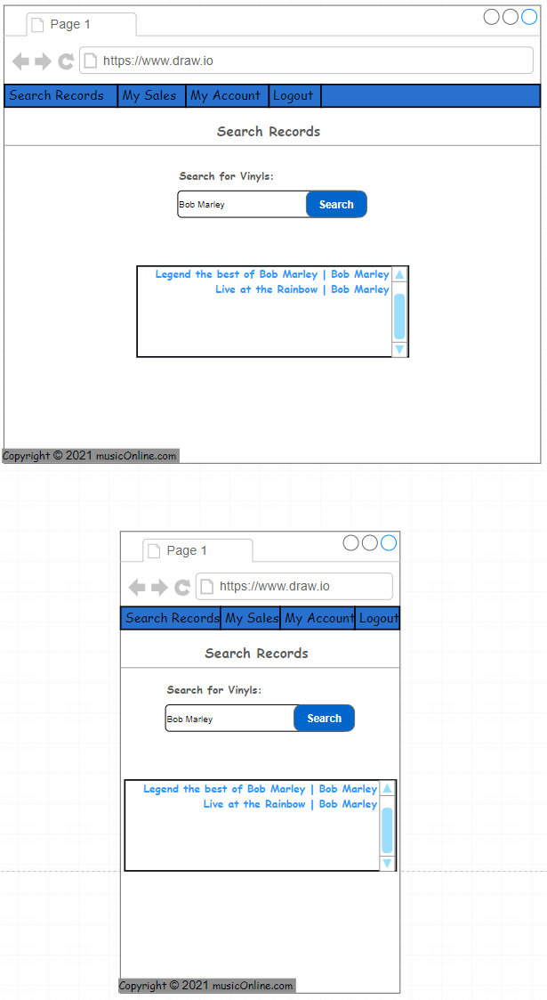 Page 1
https://www.draw.io
Search Records My Sales My Account Logout
Search Records
Search for Vinyls:
Bob Marley Search
Legend the best of Bob Marley | Bob Marley
Live at the Rainbow | Bob Marley
Copyright © 2021 musicOnline.com
Page 1
https://www.draw.io
Search Records My Sales My Account Logout
Search Records
Search for Vinyls:
Bob Marley Search
Legend the best of Bob Marley | Bob Marley
Live at the Rainbow | Bob Marley
Copyright © 2021 musicOnline.com